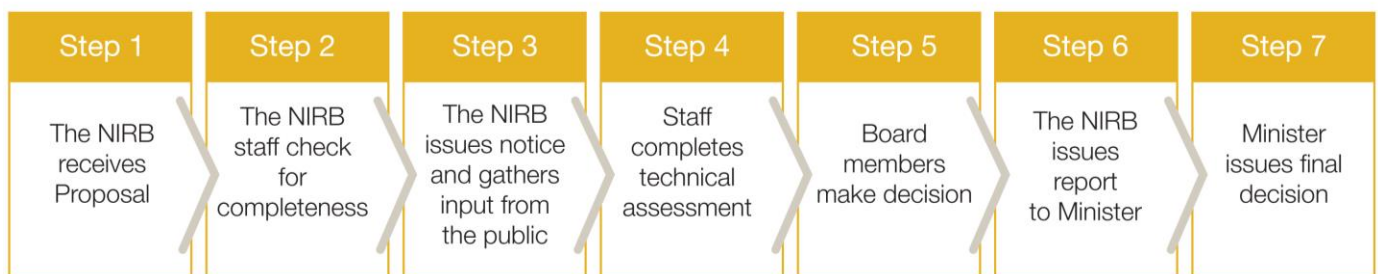 Step 1
The NIRB
receives
Proposal
Step 2
The NIRB
staff check
for
completeness
Step 3
The NIRB
issues notice
and gathers
input from
the public
Step 4
Staff
completes
technical
assessment
Step 5
Board
members
make decision
Step 6
The NIRB
issues
report
to Minister
Step 7
Minister
issues final
decision